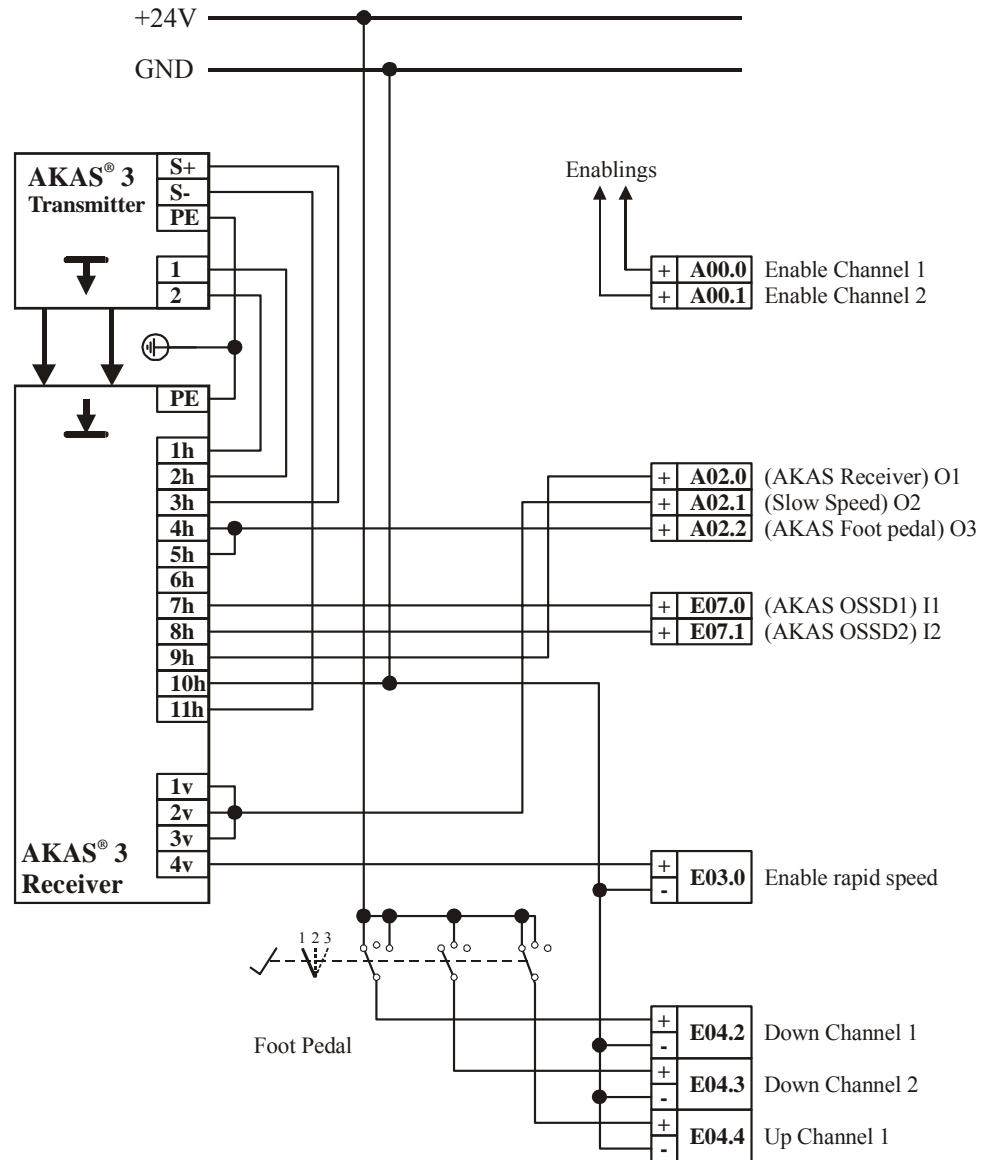 +24V
GND
AKAS® 3
Transmitter
S+
S-
PE
1
2
Enablings
+ A00.0 Enable Channel 1
+ A00.1 Enable Channel 2
PE
1h
2h
3h
4h
5h
6h
7h
8h
9h
10h
11h
+ A02.0 (AKAS Receiver) O1
+ A02.1 (Slow Speed) O2
+ A02.2 (AKAS Foot pedal) O3
+ E07.0 (AKAS OSSD1) I1
+ E07.1 (AKAS OSSD2) I2
1v
2v
3v
4v
AKAS® 3
Receiver
+
- E03.0 Enable rapid speed
1 2 3
Foot Pedal
+
- E04.2 Down Channel 1
+
- E04.3 Down Channel 2
+
- E04.4 Up Channel 1